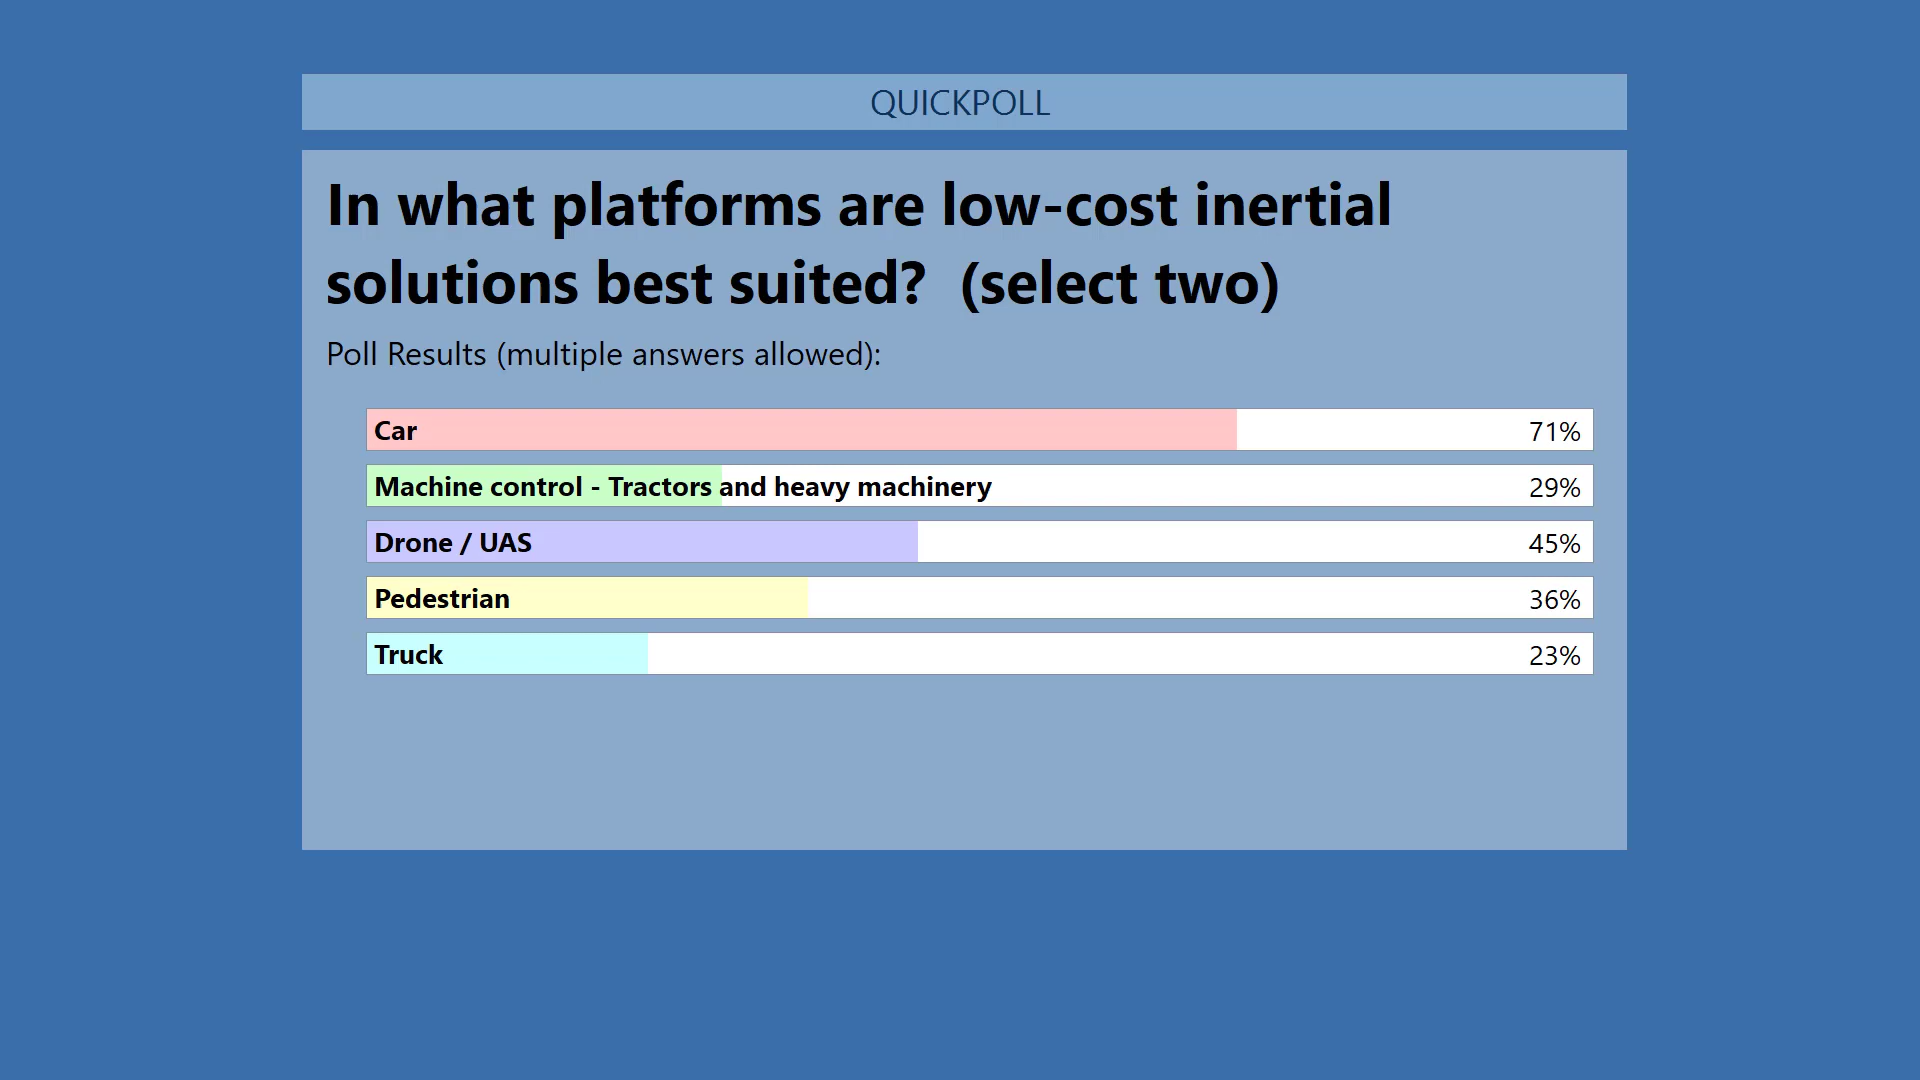 QUICKPOLL
In what platforms are low-cost inertial
solutions best suited?  (select two)
Poll Results (multiple answers allowed):
Car 71%
Machine control - Tractors and heavy machinery 29%
Drone / UAS 45%
Pedestrian 36%
Truck 23%